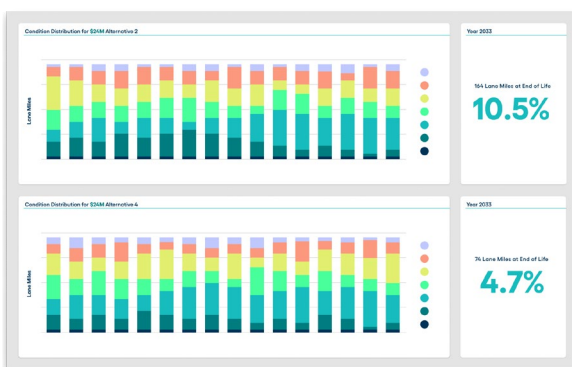 Condition Distribution for $24M Alternative 2
Year 2033
Lane Miles
164 Lane Miles at End of Life
10.5%
Condition Distribution for $24M Alternative 4
Year 2033
Lane Miles
74 Lane Miles at End of Life
4.7%